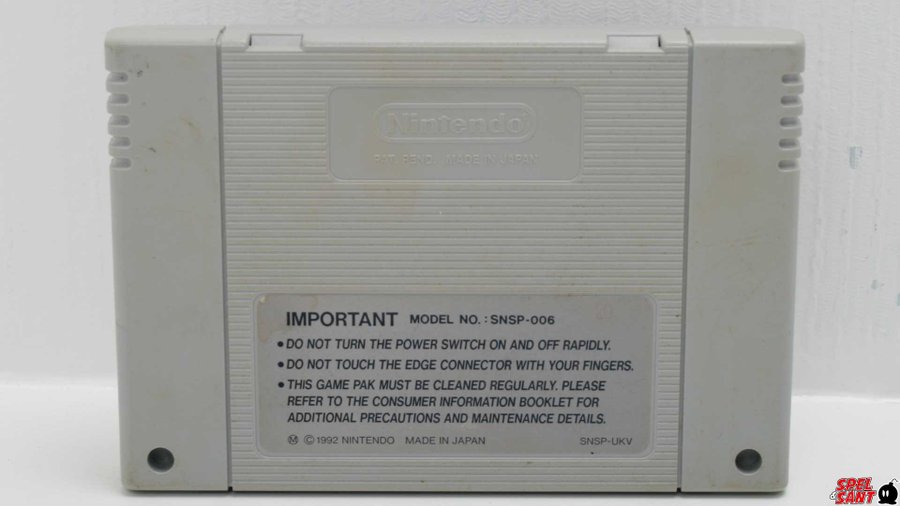 Nintendo
PAT. PEND. MADE IN JAPAN
IMPORTANT MODEL NO. : SNSP-006
• DO NOT TURN THE POWER SWITCH ON AND OFF RAPIDLY.
• DO NOT TOUCH THE EDGE CONNECTOR WITH YOUR FINGERS.
• THIS GAME PAK MUST BE CLEANED REGULARLY. PLEASE
REFER TO THE CONSUMER INFORMATION BOOKLET FOR
ADDITIONAL PRECAUTIONS AND MAINTENANCE DETAILS.
Ⓜ ©1992 NINTENDO MADE IN JAPAN SNSP-UKV
SPEL
SANT